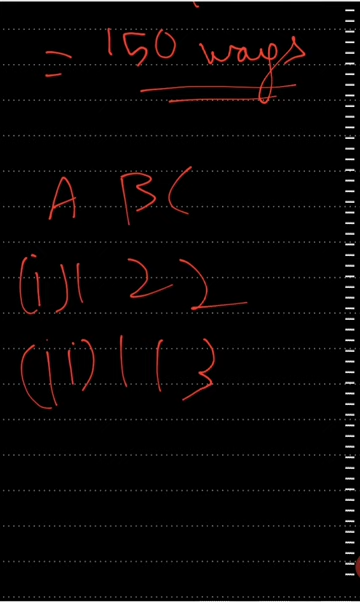 = 150 ways
A B C
(i) 1 2 2
(ii) 1 1 3